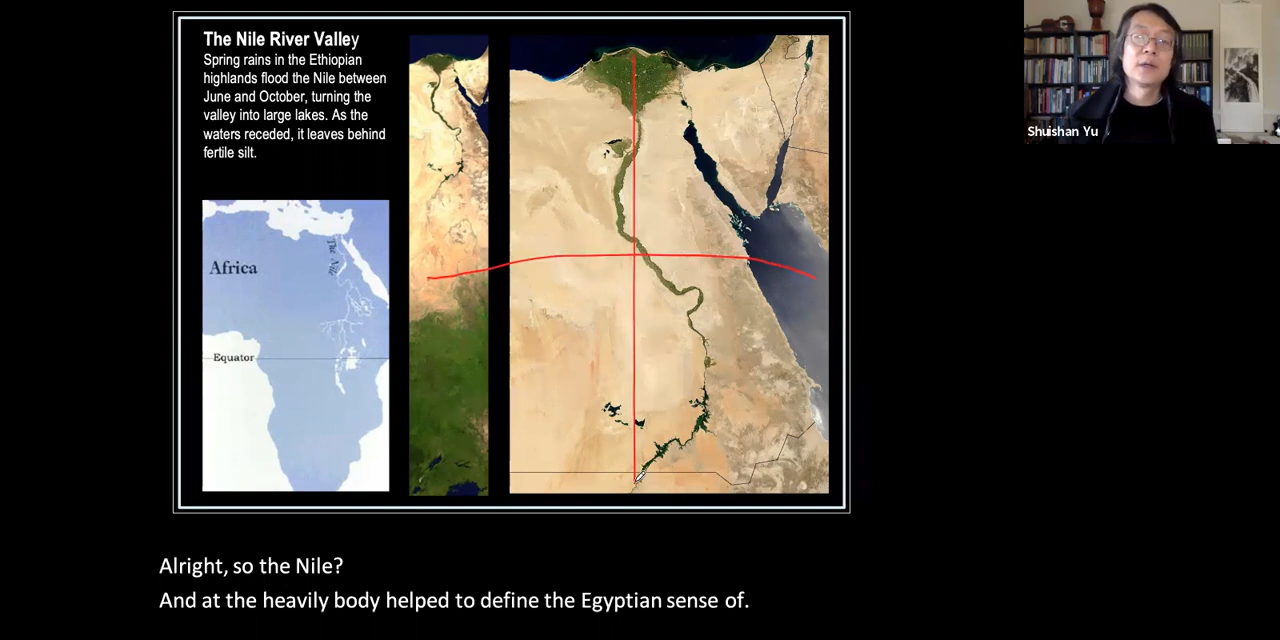 The Nile River Valley
Spring rains in the Ethiopian
highlands flood the Nile between
June and October, turning the
valley into large lakes. As the
waters receded, it leaves behind
fertile silt.
The Nile
Africa
Equator
Shuishan Yu
Alright, so the Nile?
And at the heavily body helped to define the Egyptian sense of.